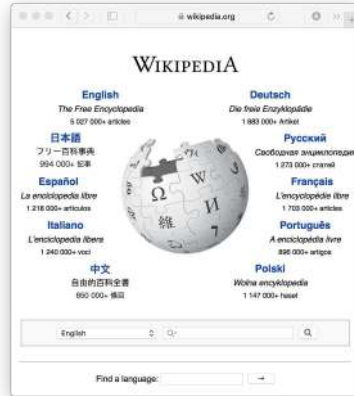 wikipedia.org
WIKIPEDIA
English
The Free Encyclopedia
5 027 000+ articles
Deutsch
Die freie Enzyklopädie
1 883 000+ Artikel
日本語
フリー百科事典
994 000+ 記事
Русский
Свободная энциклопедия
1 273 000+ статей
Español
La enciclopedia libre
1 218 000+ artículos
Français
L'encyclopédie libre
1 703 000+ articles
Italiano
L'enciclopedia libera
1 240 000+ voci
Português
A enciclopédia livre
896 000+ artigos
中文
自由的百科全書
850 000+ 條目
Polski
Wolna encyklopedia
1 147 000+ haseł
Ω W И 維 7
English
Find a language: